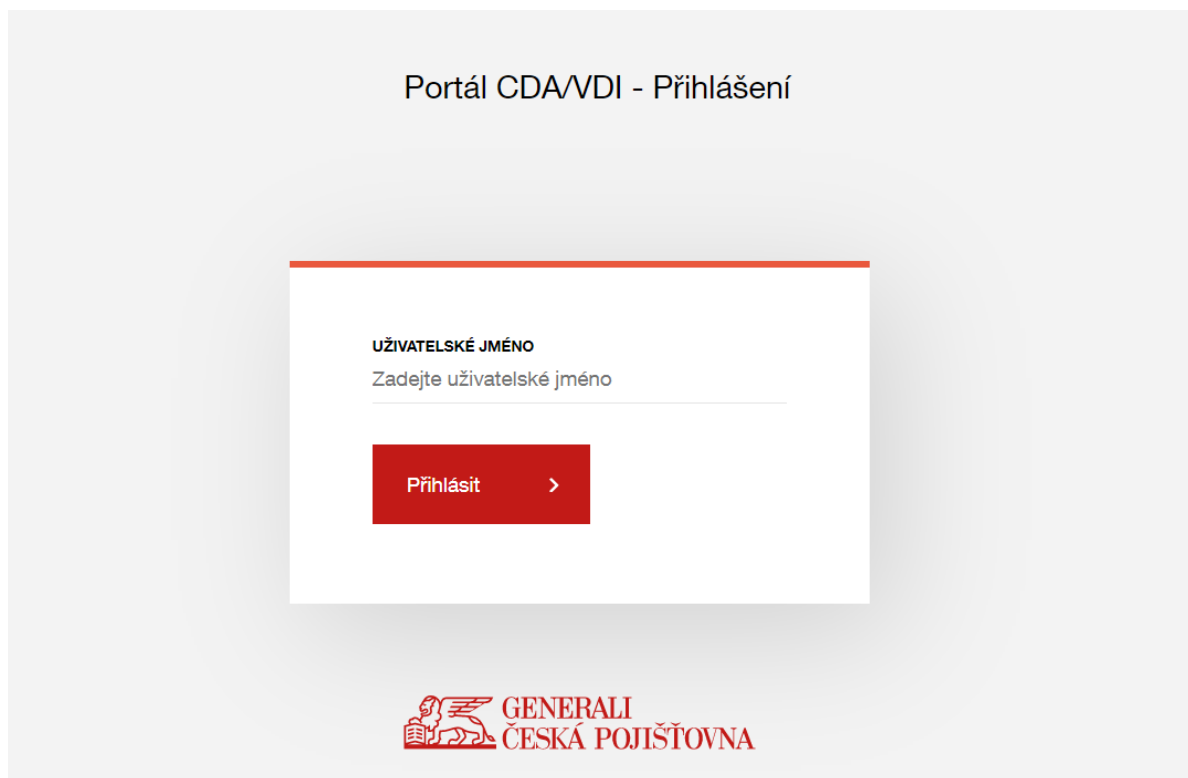 Portál CDA/VDI - Přihlášení
UŽIVATELSKÉ JMÉNO
Zadejte uživatelské jméno
Přihlásit
GENERALI
ČESKÁ POJIŠŤOVNA